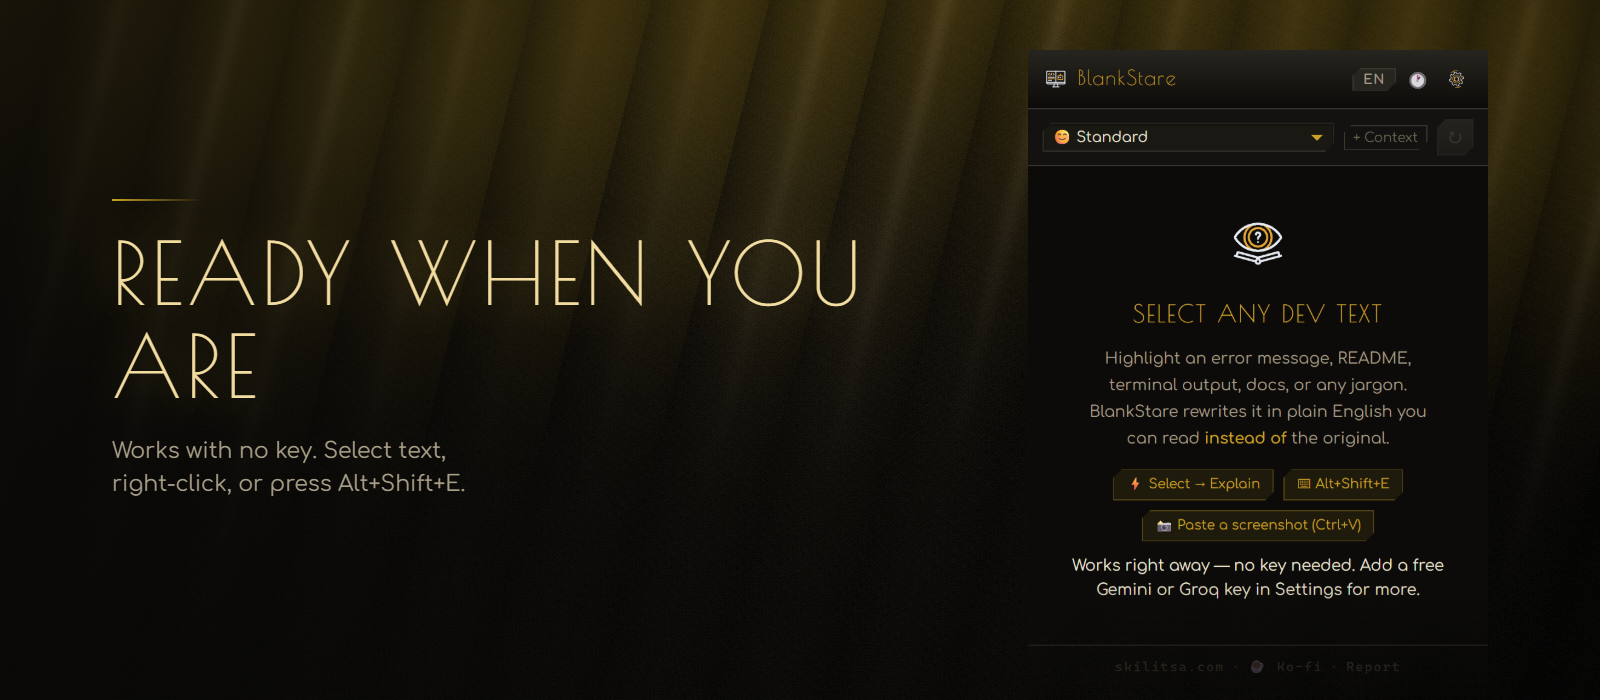 READY WHEN YOU
ARE
Works with no key. Select text,
right-click, or press Alt+Shift+E.
BlankStare
EN
Standard
+ Context
SELECT ANY DEV TEXT
Highlight an error message, README,
terminal output, docs, or any jargon.
BlankStare rewrites it in plain English you
can read instead of the original.
Select → Explain
Alt+Shift+E
Paste a screenshot (Ctrl+V)
Works right away — no key needed. Add a free
Gemini or Groq key in Settings for more.
skilitsa.com · Ko-fi · Report